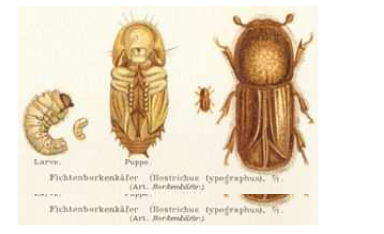 Larve. Puppe.
Fichtenborkenkäfer (Bostrichus typographus),
(Art. Borkenkäfer.)
Fichtenborkenkäfer (Bostrichus typographus),
(Art. Borkenkäfer.)